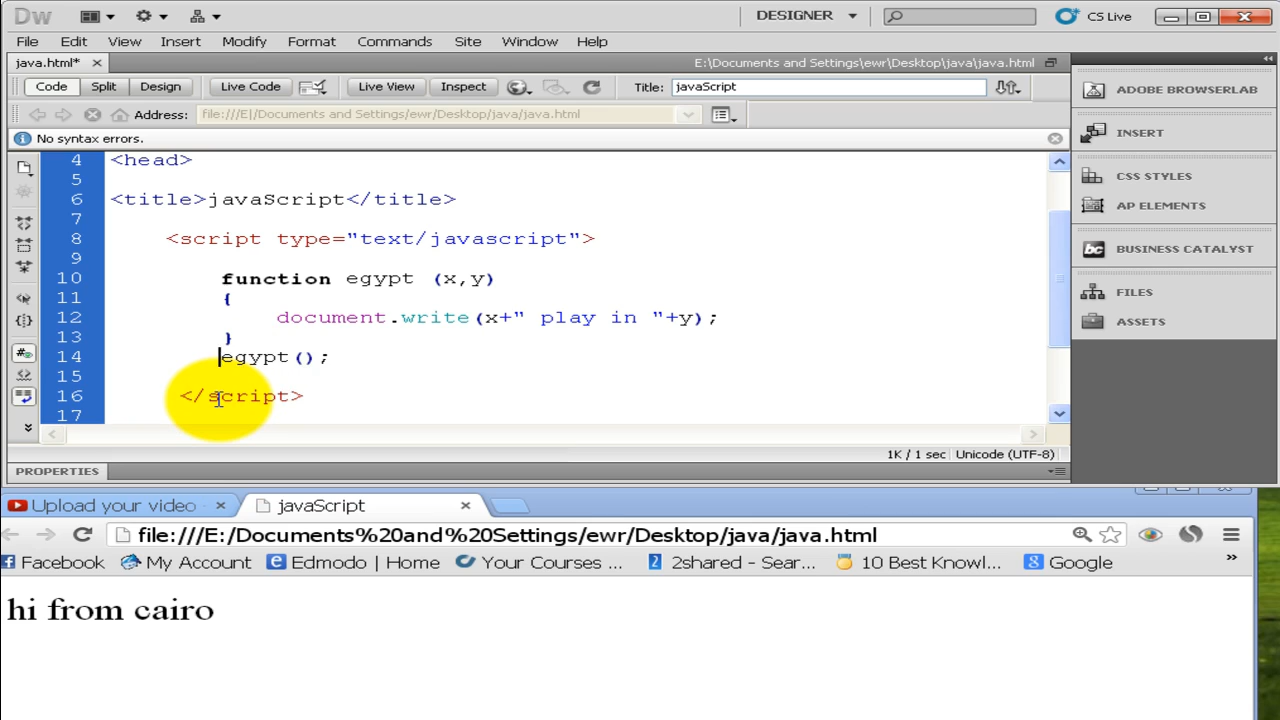 Dw DESIGNER CS Live
File Edit View Insert Modify Format Commands Site Window Help
java.html* E:\Documents and Settings\ewr\Desktop\java\java.html
Code Split Design Live Code Live View Inspect Title: javaScript
Address: file:///E|/Documents and Settings/ewr/Desktop/java/java.html
No syntax errors.
4 <head>
5
6 <title>javaScript</title>
7
8 <script type="text/javascript">
9
10 function egypt (x,y)
11 {
12 document.write(x+" play in "+y);
13 }
14 egypt();
15
16 </script>
17
1K / 1 sec Unicode (UTF-8)
PROPERTIES
ADOBE BROWSERLAB
INSERT
CSS STYLES
AP ELEMENTS
bc BUSINESS CATALYST
FILES
ASSETS
Upload your video javaScript
file:///E:/Documents%20and%20Settings/ewr/Desktop/java/java.html
Facebook My Account Edmodo | Home Your Courses ... 2shared - Sear... 10 Best Knowl... Google »
hi from cairo